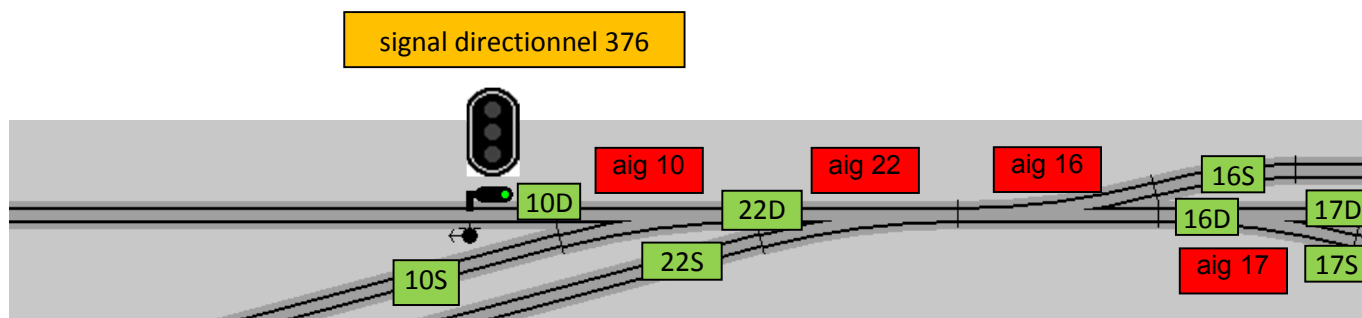 signal directionnel 376
aig 10
aig 22
aig 16
16S
10D
22D
16D
17D
10S
22S
aig 17
17S